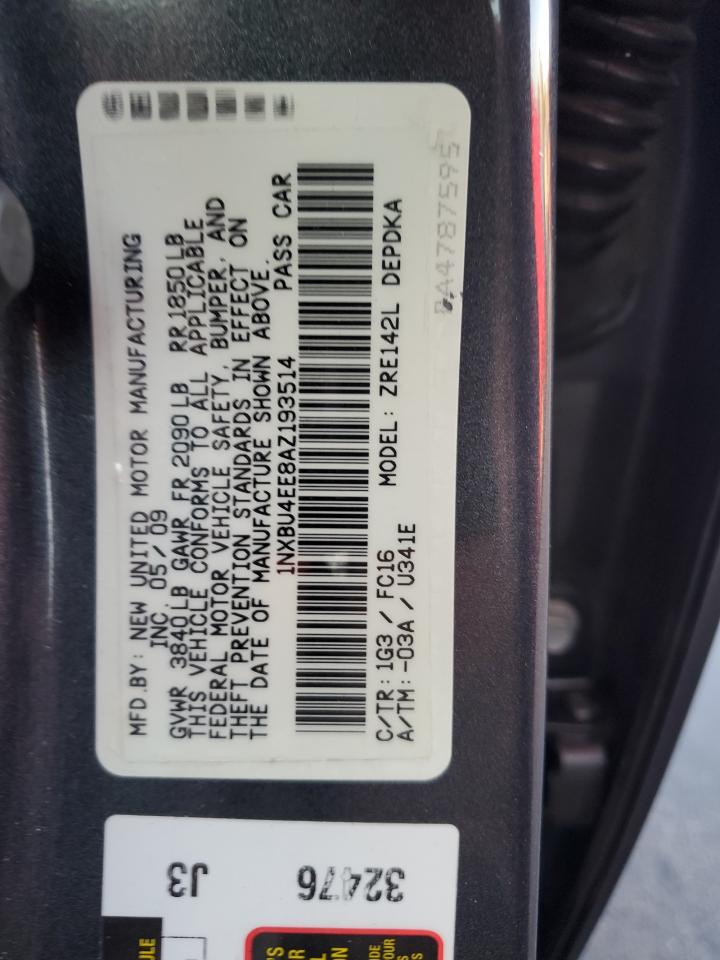 MFD.BY: NEW UNITED MOTOR MANUFACTURING
INC. 05/09
GVWR 3840LB GAWR FR 2090LB RR 1850LB
THIS VEHICLE CONFORMS TO ALL APPLICABLE
FEDERAL MOTOR VEHICLE SAFETY, BUMPER, AND
THEFT PREVENTION STANDARDS IN EFFECT ON
THE DATE OF MANUFACTURE SHOWN ABOVE.
1NXBU4EE8AZ193514 PASS CAR
C/TR: 1G3 / FC16 MODEL: ZRE142L DEPDKA
A/TM: -03A / U341E
J3
32476